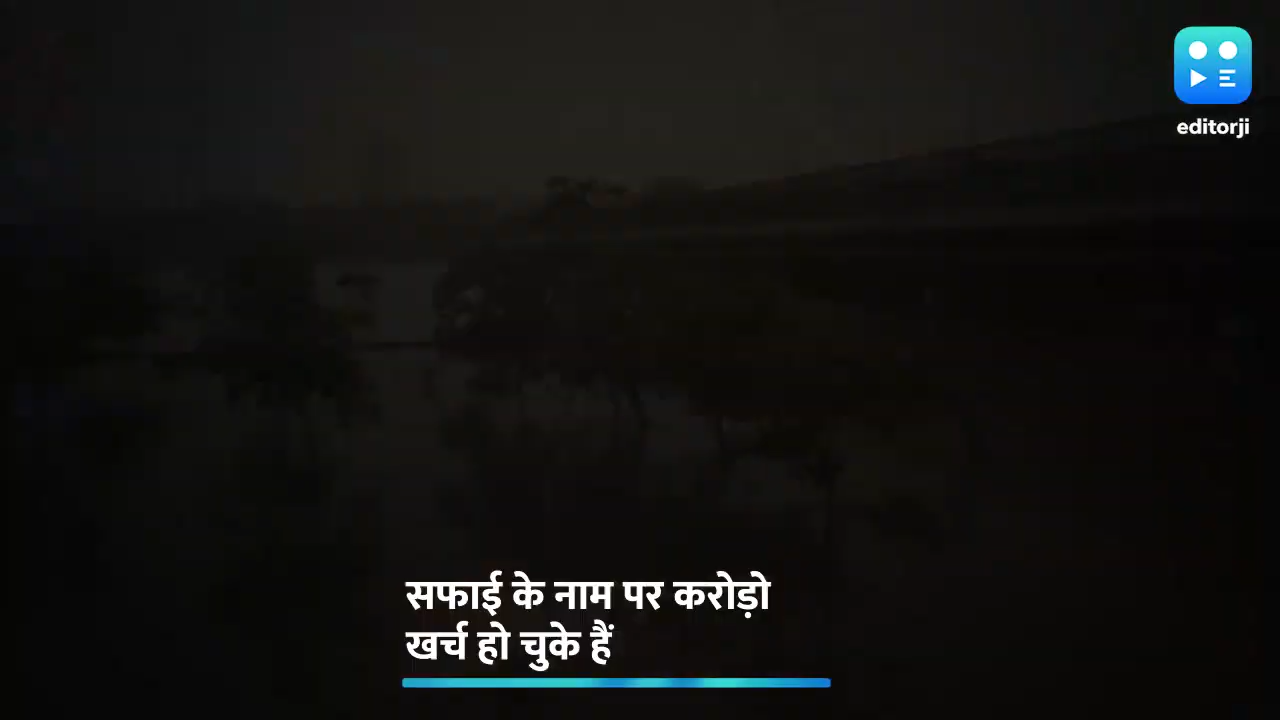 editorji
सफाई के नाम पर करोड़ो
खर्च हो चुके हैं